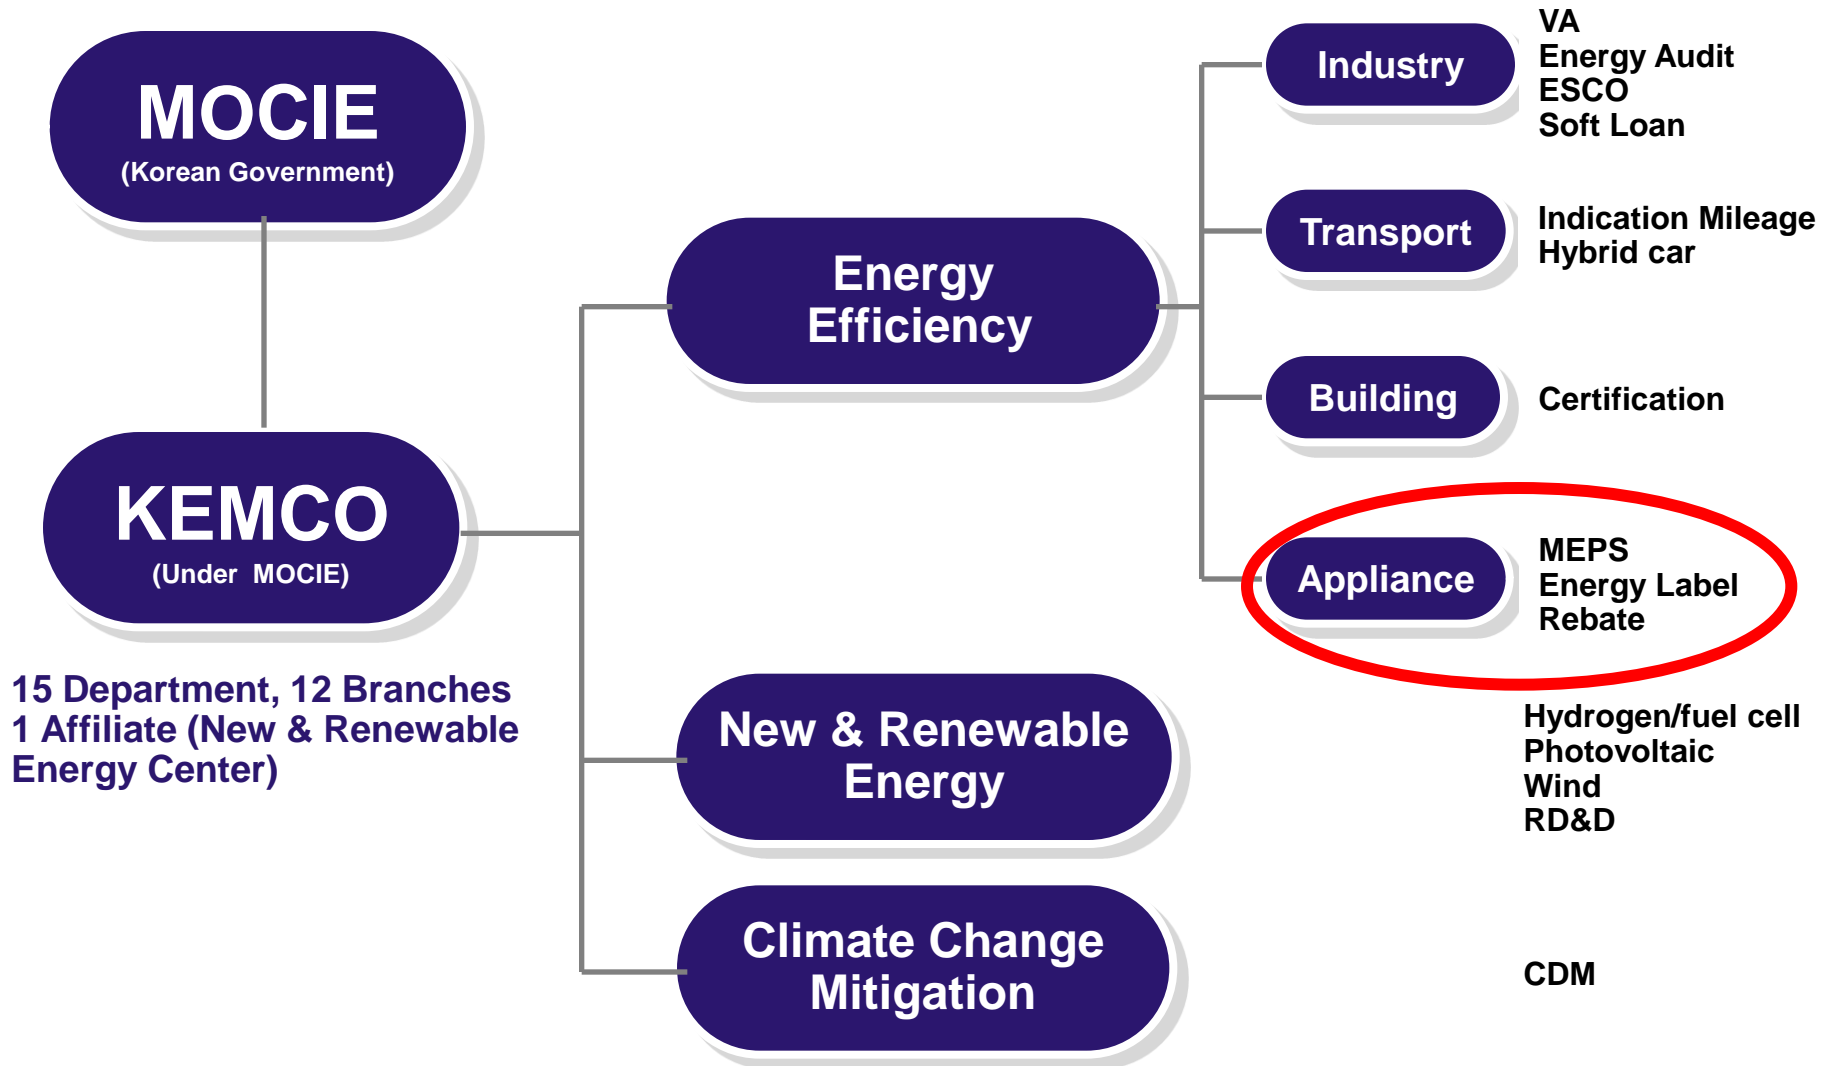 MOCIE
(Korean Government)
KEMCO
(Under MOCIE)
15 Department, 12 Branches
1 Affiliate (New & Renewable
Energy Center)
Energy
Efficiency
New & Renewable
Energy
Climate Change
Mitigation
Industry
VA
Energy Audit
ESCO
Soft Loan
Transport
Indication Mileage
Hybrid car
Building
Certification
Appliance
MEPS
Energy Label
Rebate
Hydrogen/fuel cell
Photovoltaic
Wind
RD&D
CDM